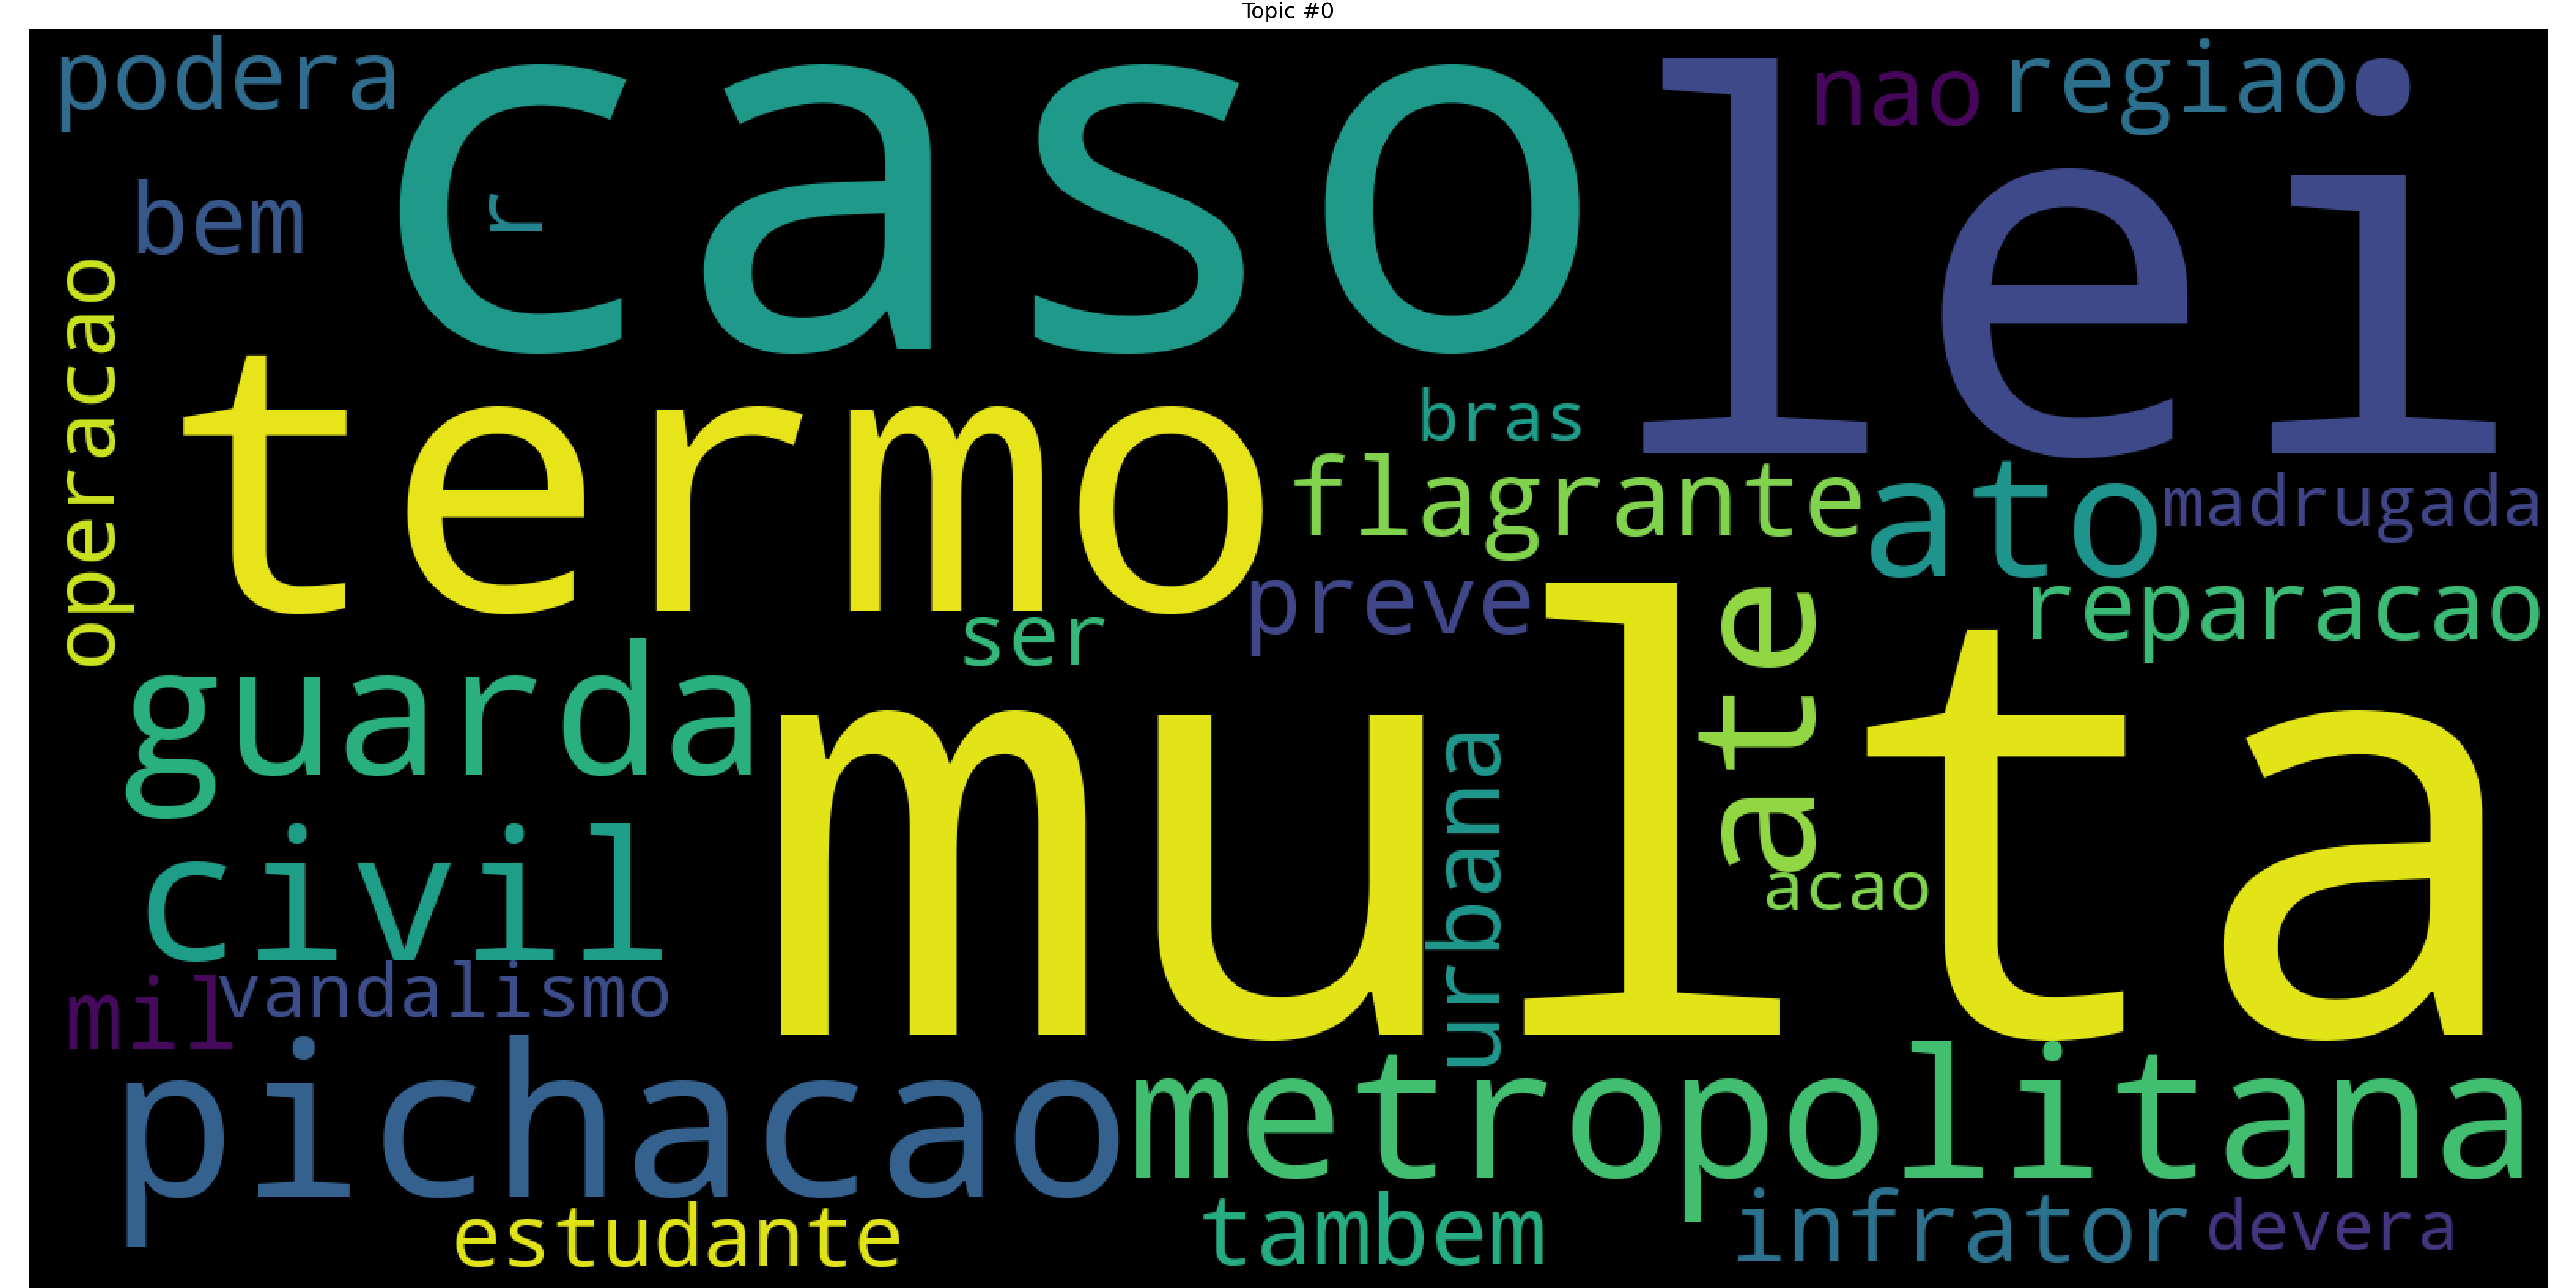 Topic #0
podera
caso
lei
nao
regiao
bem
r
operacao
termo
bras
flagrante
ato
madrugada
preve
ate
reparacao
ser
guarda
multa
urbana
civil
acao
mil
vandalismo
pichacao
metropolitana
estudante
tambem
infrator
devera